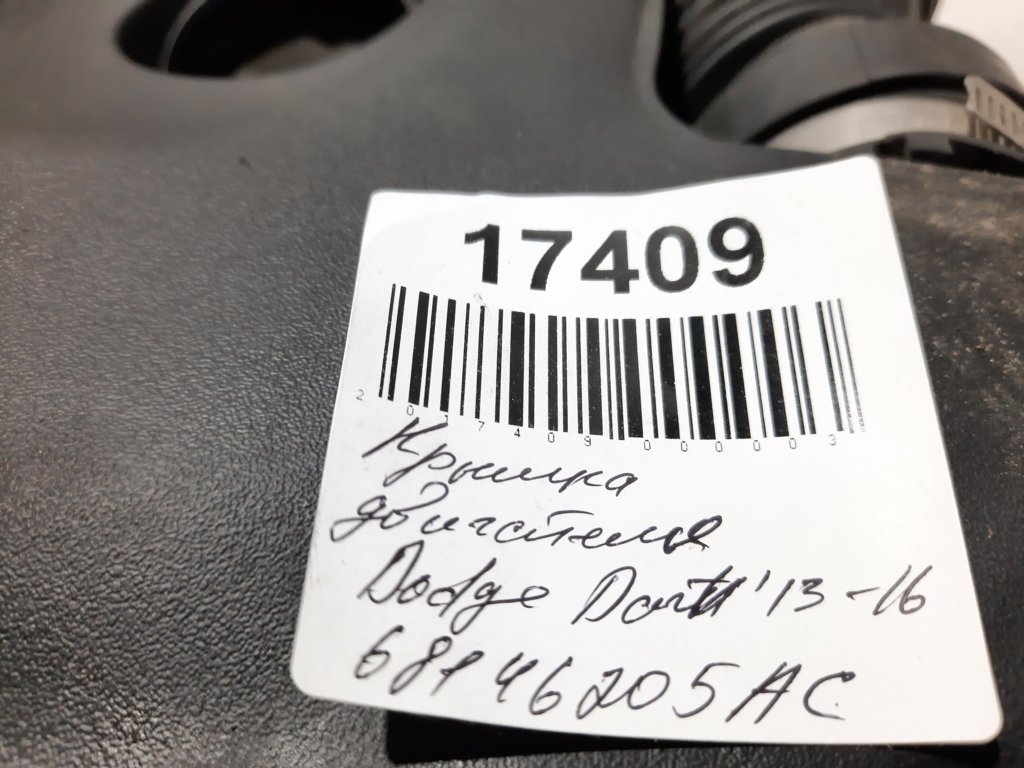 17409
2017409000003
Крышка
двигателя
Dodge Dart '13-16
68146205AC